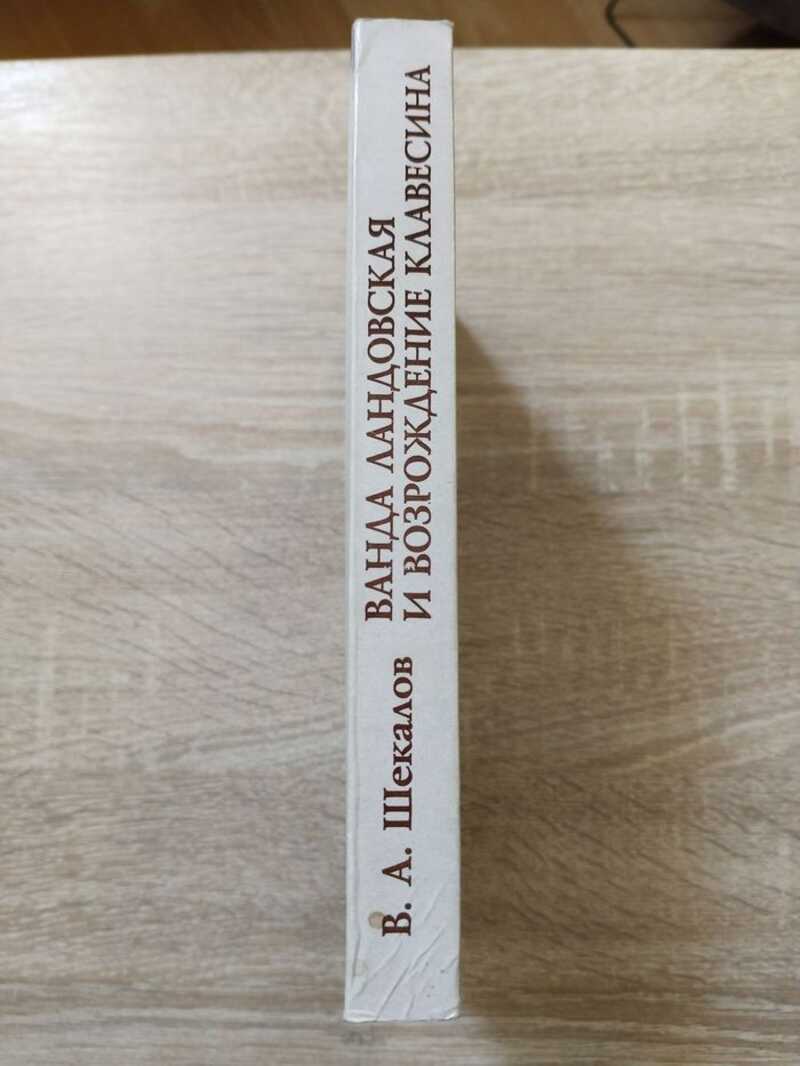 В. А. Шекалов
ВАНДА ЛАНДОВСКАЯ
И ВОЗРОЖДЕНИЕ КЛАВЕСИНА